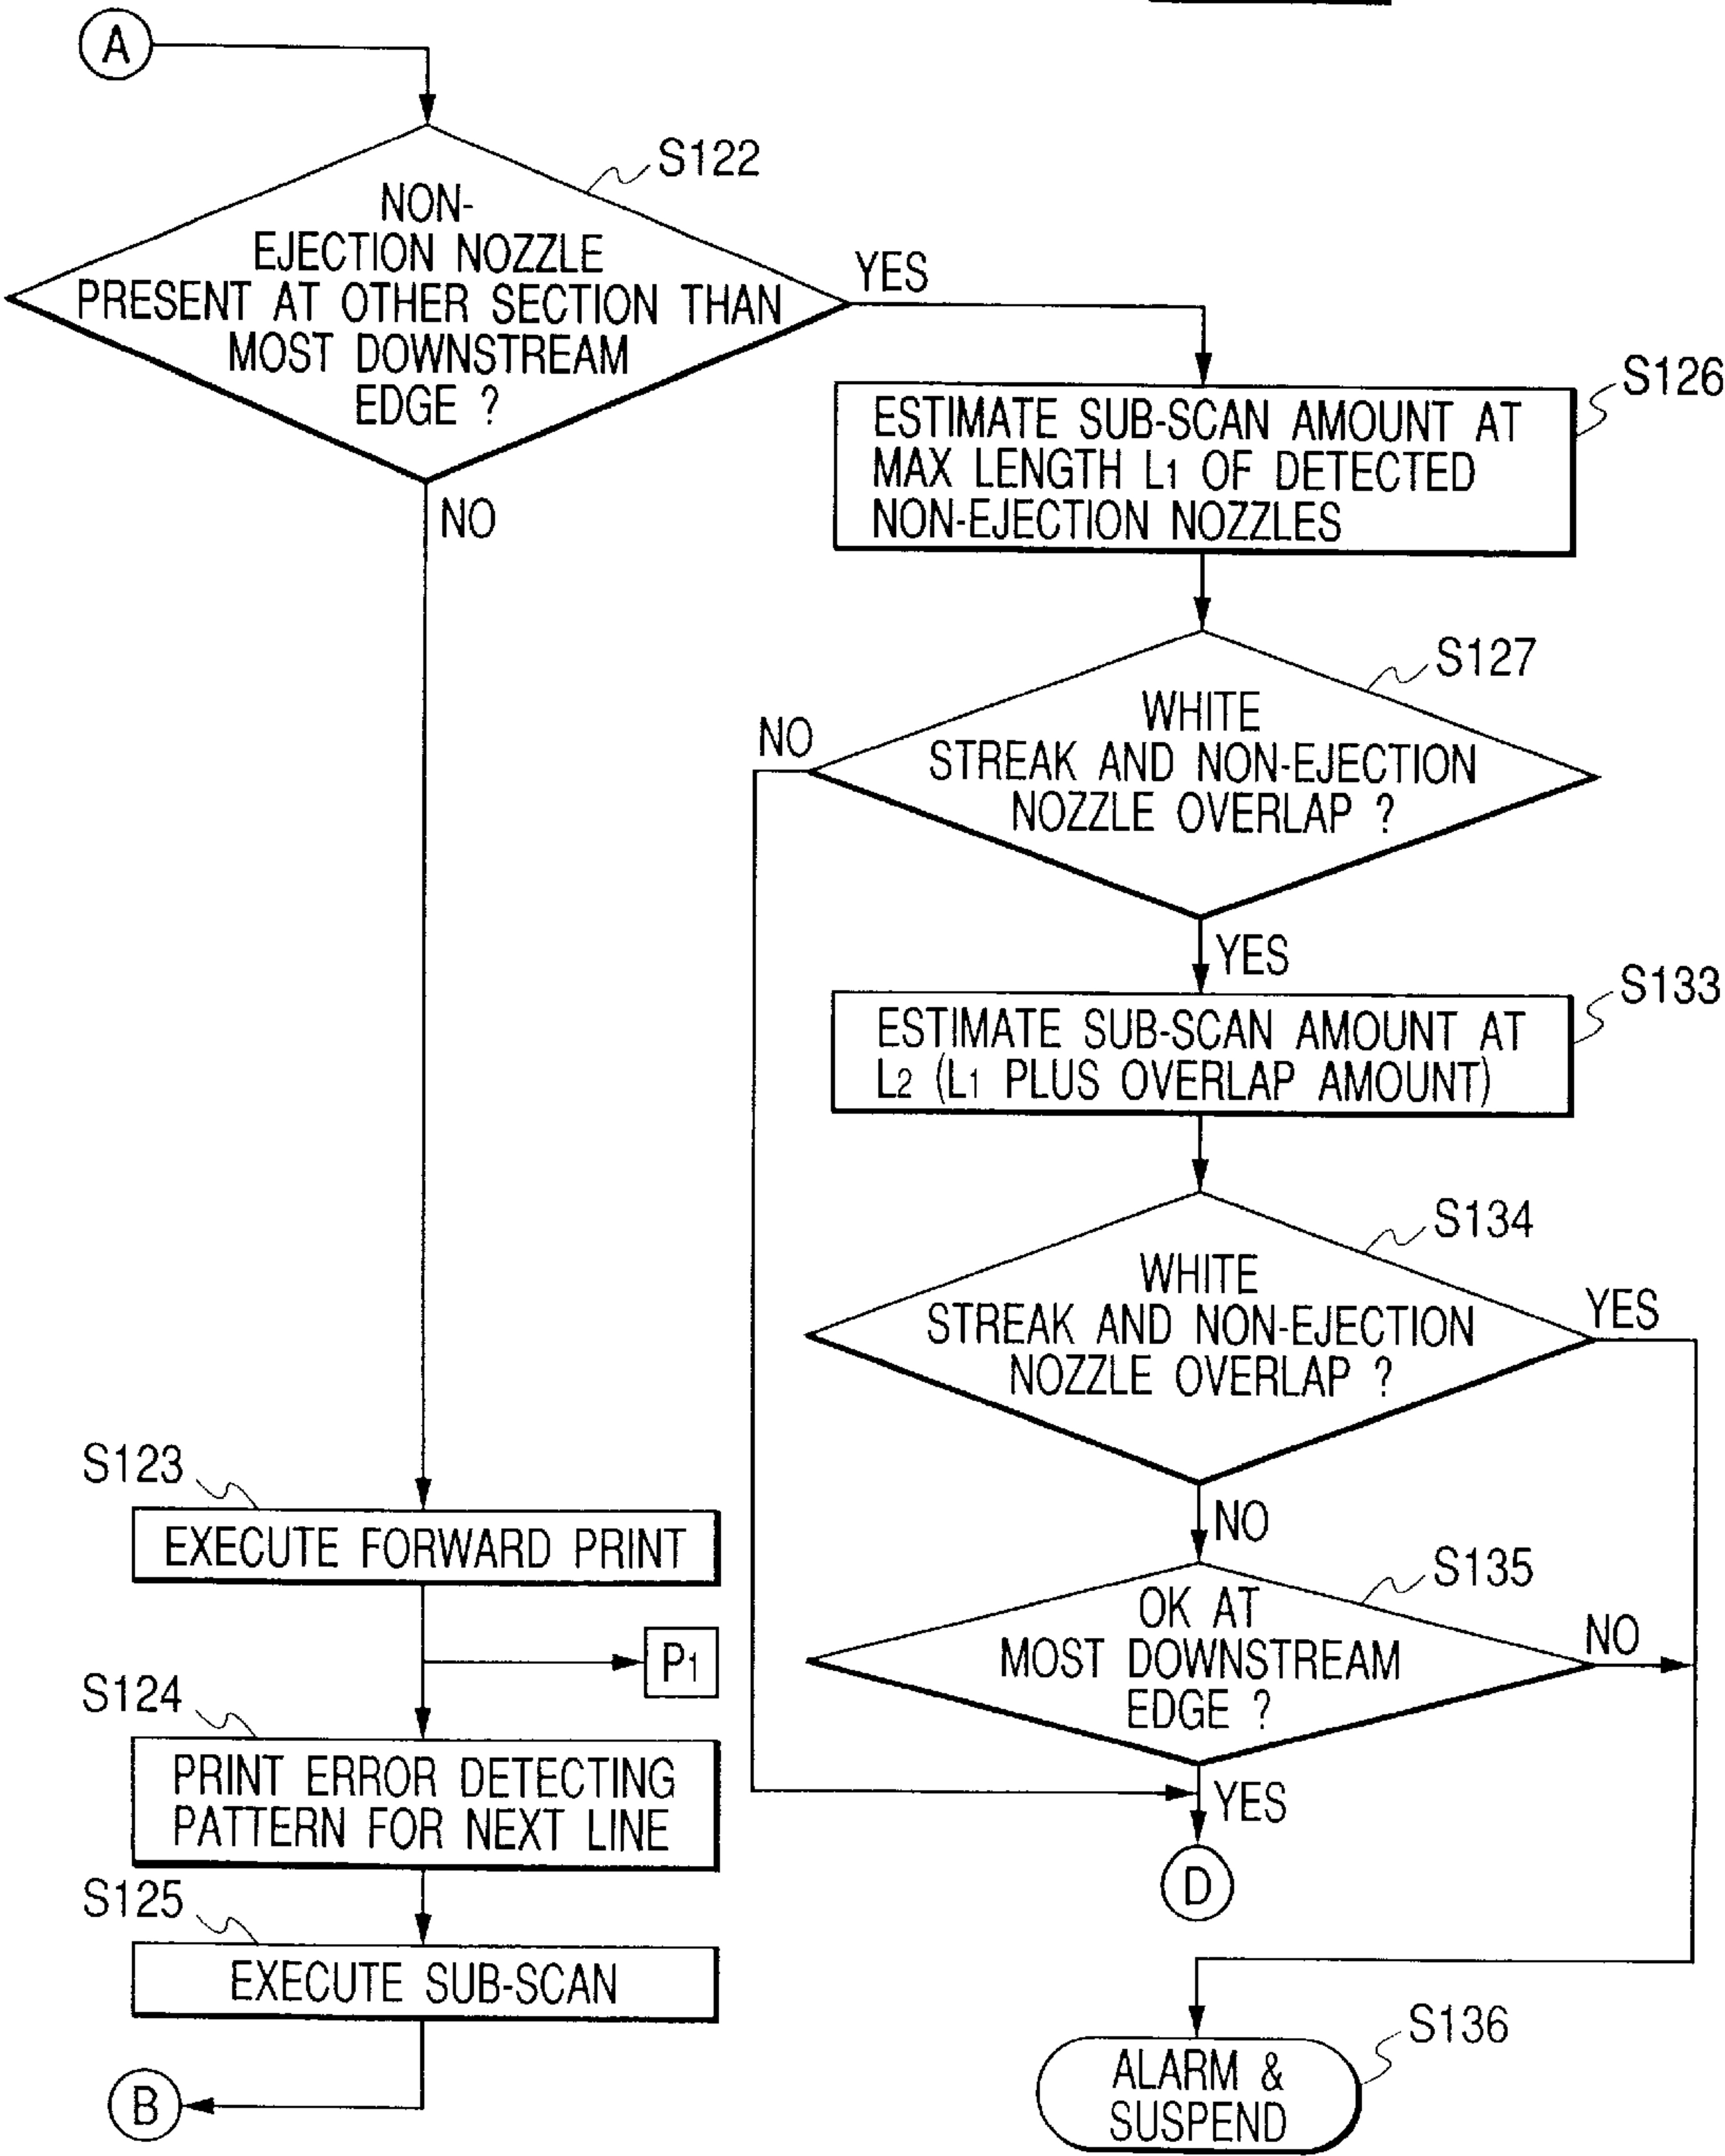 A
S122
NON-
EJECTION NOZZLE
PRESENT AT OTHER SECTION THAN
MOST DOWNSTREAM
EDGE ?
YES
NO
S126
ESTIMATE SUB-SCAN AMOUNT AT
MAX LENGTH L1 OF DETECTED
NON-EJECTION NOZZLES
S127
WHITE
STREAK AND NON-EJECTION
NOZZLE OVERLAP ?
NO
YES
S133
ESTIMATE SUB-SCAN AMOUNT AT
L2 (L1 PLUS OVERLAP AMOUNT)
S134
WHITE
STREAK AND NON-EJECTION
NOZZLE OVERLAP ?
YES
NO
S135
OK AT
MOST DOWNSTREAM
EDGE ?
NO
YES
D
S123
EXECUTE FORWARD PRINT
P1
S124
PRINT ERROR DETECTING
PATTERN FOR NEXT LINE
S125
EXECUTE SUB-SCAN
B
S136
ALARM &
SUSPEND